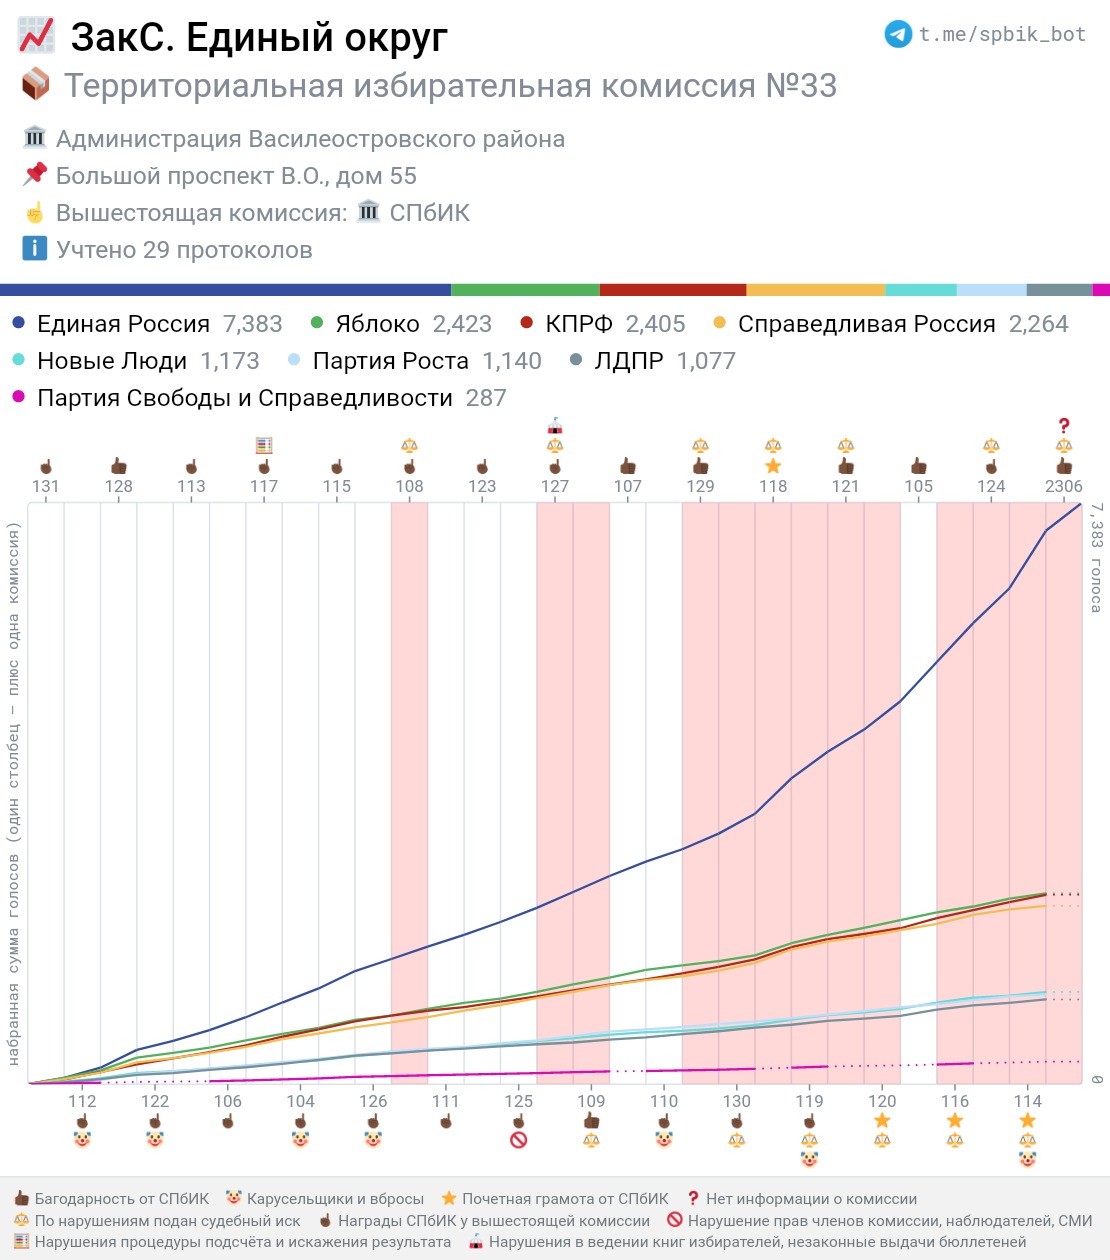 ЗакС. Единый округ
t.me/spbik_bot
Территориальная избирательная комиссия №33
Администрация Василеостровского района
Большой проспект В.О., дом 55
Вышестоящая комиссия: СПбИК
Учтено 29 протоколов
Единая Россия 7,383 Яблоко 2,423 КПРФ 2,405 Справедливая Россия 2,264
Новые Люди 1,173 Партия Роста 1,140 ЛДПР 1,077
Партия Свободы и Справедливости 287
131 128 113 117 115 108 123 127 107 129 118 121 105 124 2306
набранная сумма голосов (один столбец – плюс одна комиссия)
7,383 голоса
0
112 122 106 104 126 111 125 109 110 130 119 120 116 114
Багодарность от СПбИК Карусельщики и вбросы Почетная грамота от СПбИК Нет информации о комиссии
По нарушениям подан судебный иск Награды СПбИК у вышестоящей комиссии Нарушение прав членов комиссии, наблюдателей, СМИ
Нарушения процедуры подсчёта и искажения результата Нарушения в ведении книг избирателей, незаконные выдачи бюллетеней